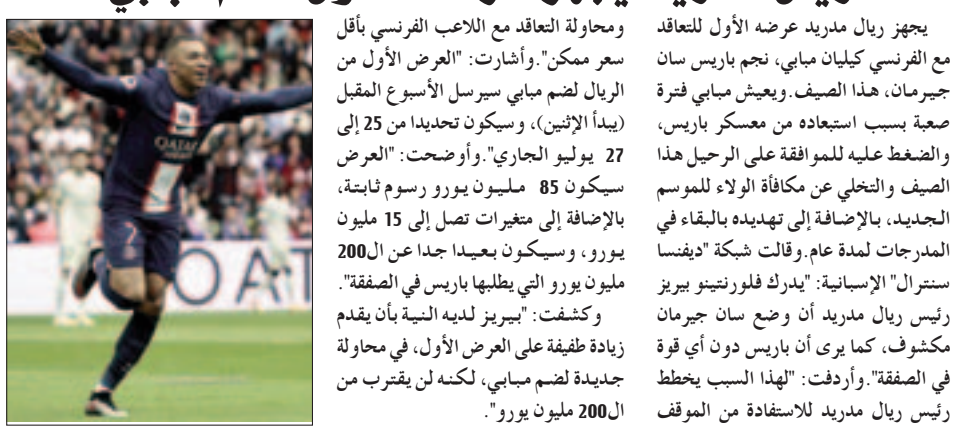 يجهز ريال مدريد عرضه الأول للتعاقد
مع الفرنسي كيليان مبابي، نجم باريس سان
جيرمان، هذا الصيف.ويعيش مبابي فترة
صعبة بسبب استبعاده من معسكر باريس،
والضغط عليه للموافقة على الرحيل هذا
الصيف والتخلي عن مكافأة الولاء للموسم
الجديد، بالإضافة إلى تهديده بالبقاء في
المدرجات لمدة عام.وقالت شبكة "ديفنسا
سنترال" الإسبانية: "يدرك فلورنتينو بيريز
رئيس ريال مدريد أن وضع سان جيرمان
مكشوف، كما يرى أن باريس دون أي قوة
في الصفقة".وأردفت: "لهذا السبب يخطط
رئيس ريال مدريد للاستفادة من الموقف
ومحاولة التعاقد مع اللاعب الفرنسي بأقل
سعر ممكن".وأشارت: "العرض الأول من
الريال لضم مبابي سيرسل الأسبوع المقبل
(يبدأ الإثنين)، وسيكون تحديدا من 25 إلى
27 يوليو الجاري".وأوضحت: "العرض
سيكون 85 مليون يورو رسوم ثابتة،
بالإضافة إلى متغيرات تصل إلى 15 مليون
يورو، وسيكون بعيدا جدا عن ال200
مليون يورو التي يطلبها باريس في الصفقة".
وكشفت: "بيريز لديه النية بأن يقدم
زيادة طفيفة على العرض الأول، في محاولة
جديدة لضم مبابي، لكنه لن يقترب من
ال200 مليون يورو".
QATAR
7
OAT